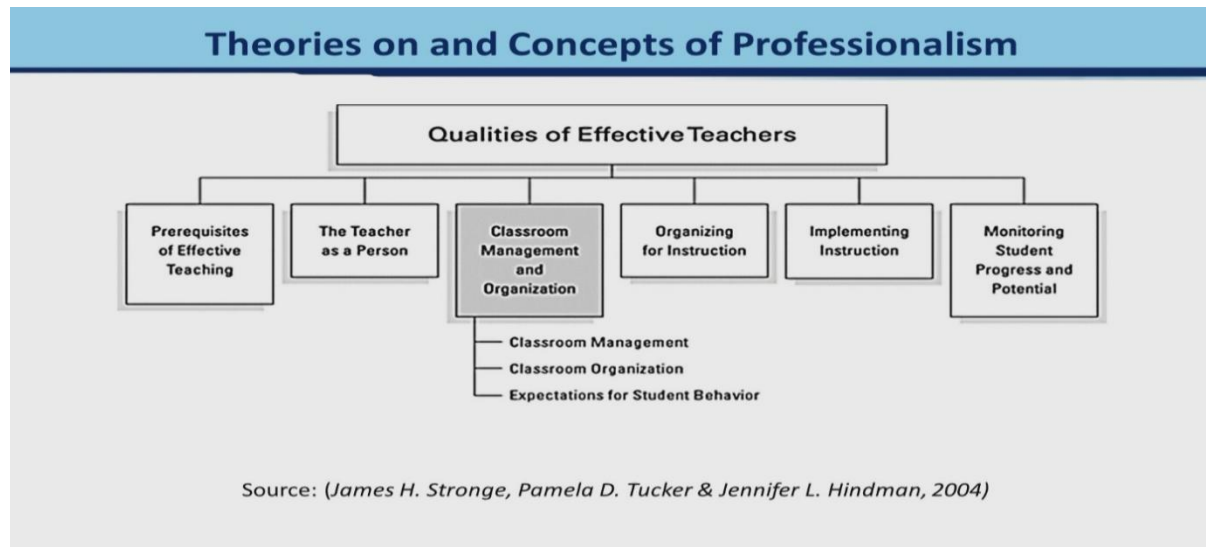 Theories on and Concepts of Professionalism
Qualities of Effective Teachers
Prerequisites
of Effective
Teaching
The Teacher
as a Person
Classroom
Management
and
Organization
Organizing
for Instruction
Implementing
Instruction
Monitoring
Student
Progress and
Potential
Classroom Management
Classroom Organization
Expectations for Student Behavior
Source: (James H. Stronge, Pamela D. Tucker & Jennifer L. Hindman, 2004)